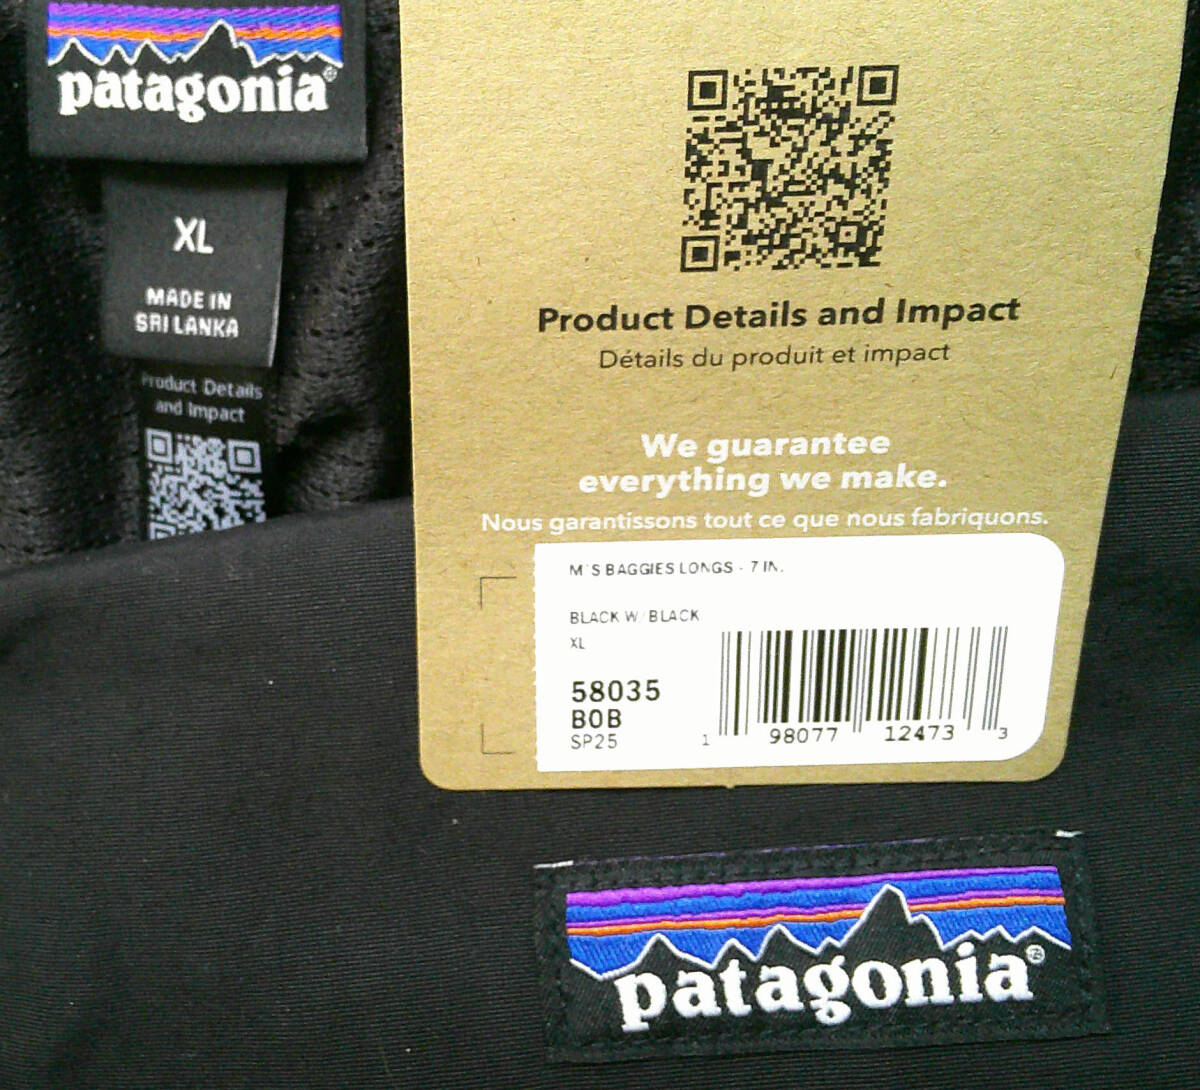 patagonia®
XL
MADE IN
SRI LANKA
Product Details
and Impact
Product Details and Impact
Détails du produit et impact
We guarantee
everything we make.
Nous garantissons tout ce que nous fabriquons.
M'S BAGGIES LONGS - 7 IN.
BLACK W/BLACK
XL
58035
BOB
SP25
1 98077 12473 3
patagonia®